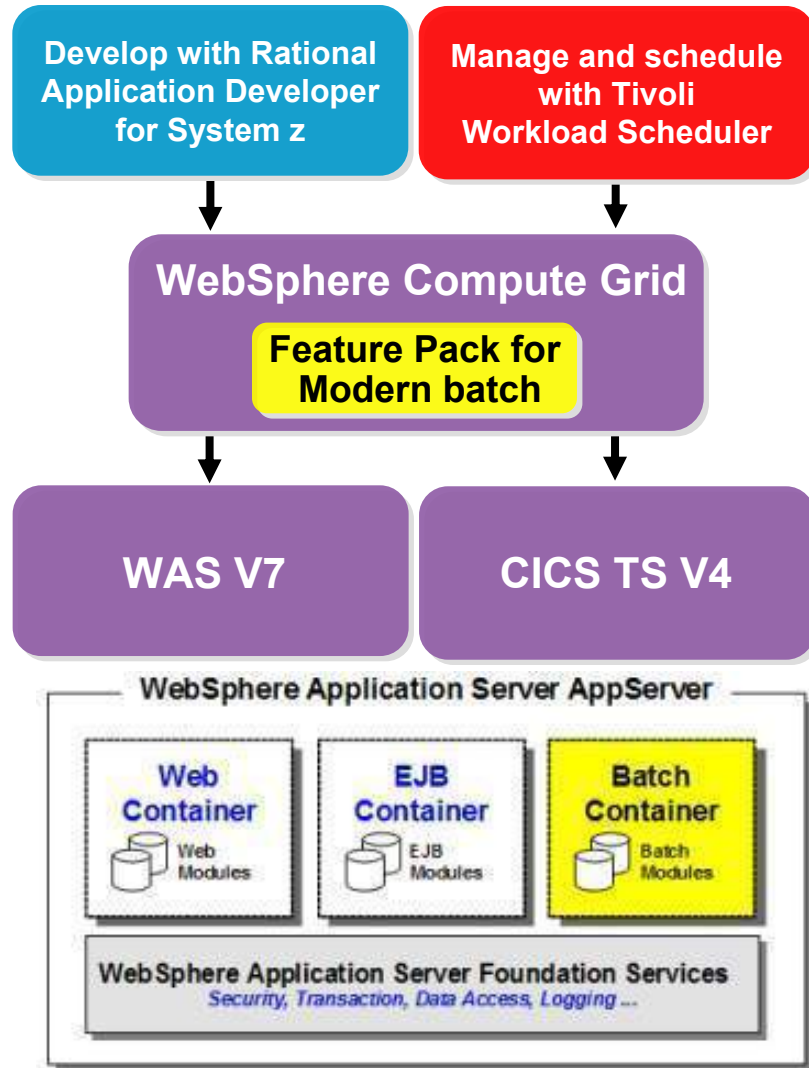 Develop with Rational
Application Developer
for System z
Manage and schedule
with Tivoli
Workload Scheduler
WebSphere Compute Grid
Feature Pack for
Modern batch
WAS V7
CICS TS V4
WebSphere Application Server AppServer
Web
Container
Web
Modules
EJB
Container
EJB
Modules
Batch
Container
Batch
Modules
WebSphere Application Server Foundation Services
Security, Transaction, Data Access, Logging ...